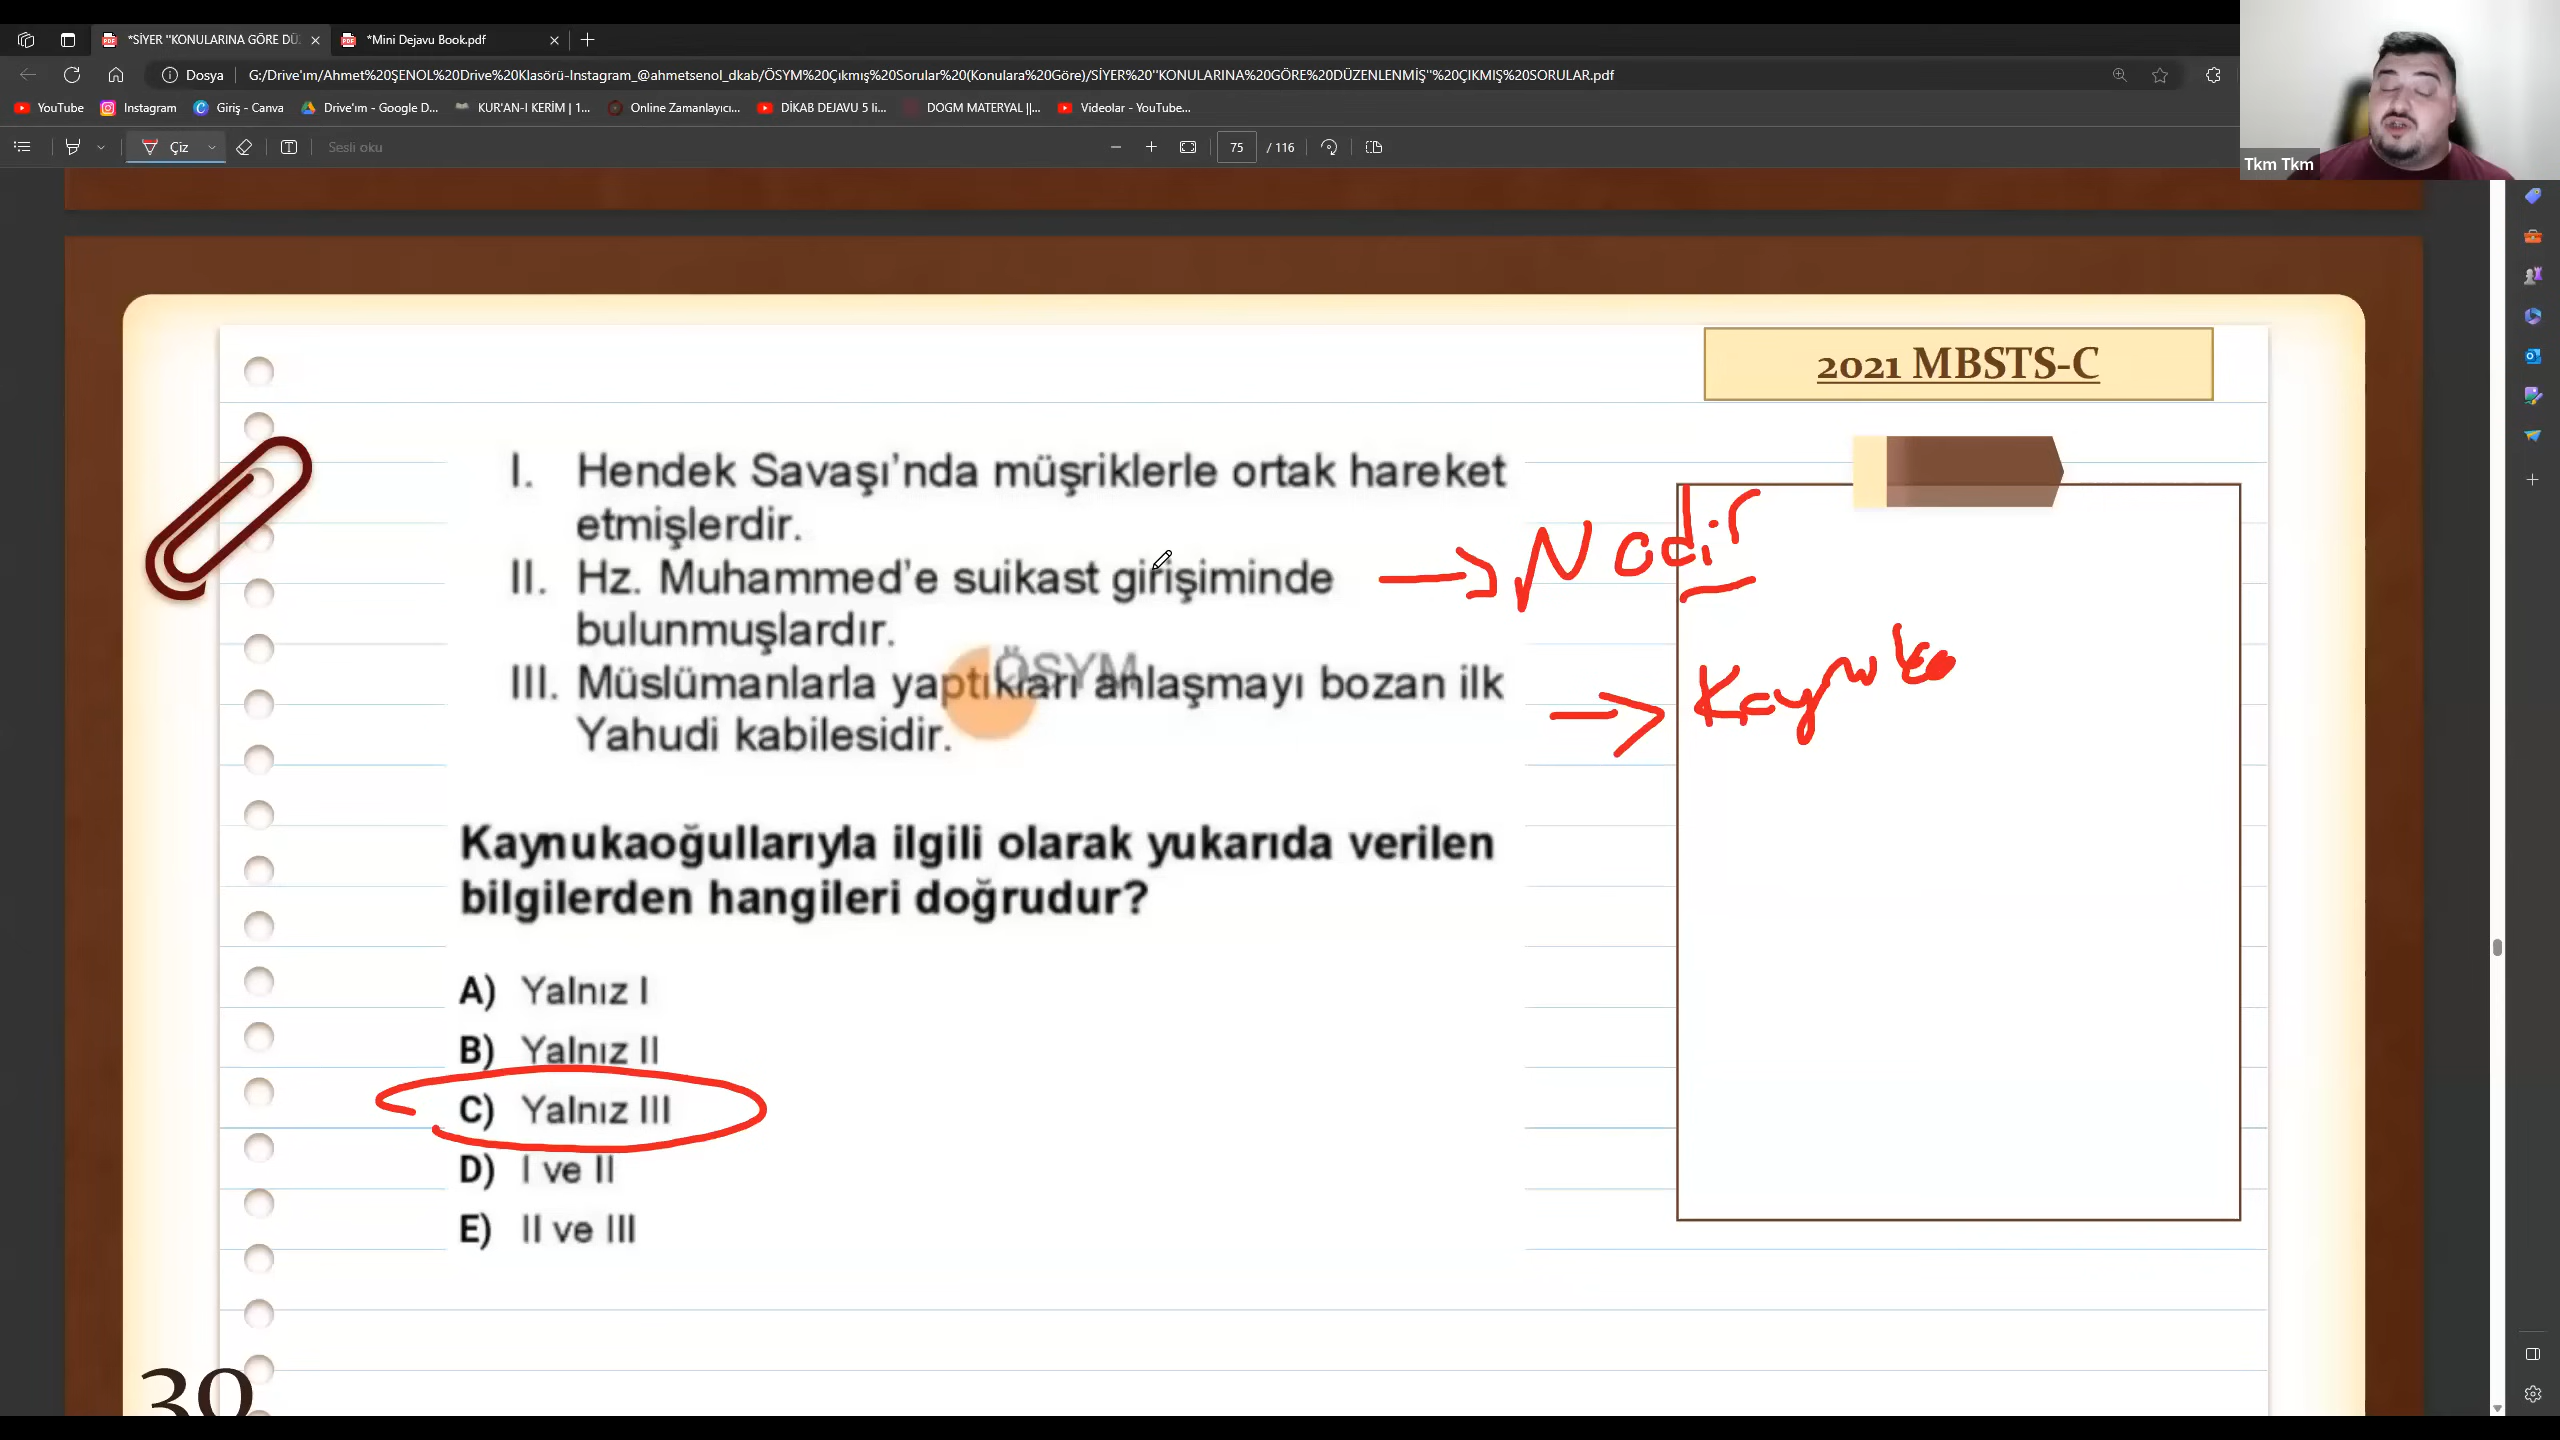 *SİYER "KONULARINA GÖRE DÜ
*Mini Dejavu Book.pdf
Dosya
G:/Drive'ım/Ahmet%20ŞENOL%20Drive%20Klasörü-Instagram_@ahmetsenol_dkab/ÖSYM%20Çıkmış%20Sorular%20(Konulara%20Göre)/SİYER%20''KONULARINA%20GÖRE%20DÜZENLENMİŞ''%20ÇIKMIŞ%20SORULAR.pdf
YouTube
Instagram
Giriş - Canva
Drive'ım - Google D...
KUR'AN-I KERİM | 1...
Online Zamanlayıcı...
DİKAB DEJAVU 5 li...
DOGM MATERYAL ||...
Videolar - YouTube...
Çiz
Sesli oku
75 / 116
Tkm Tkm
2021 MBSTS-C
I. Hendek Savaşı'nda müşriklerle ortak hareket
etmişlerdir.
II. Hz. Muhammed'e suikast girişiminde
bulunmuşlardır.
III. Müslümanlarla yaptıkları anlaşmayı bozan ilk
Yahudi kabilesidir.
ÖSYM
Nadir
Kaynuka
Kaynukaoğullarıyla ilgili olarak yukarıda verilen
bilgilerden hangileri doğrudur?
A) Yalnız I
B) Yalnız II
C) Yalnız III
D) I ve II
E) II ve III
30